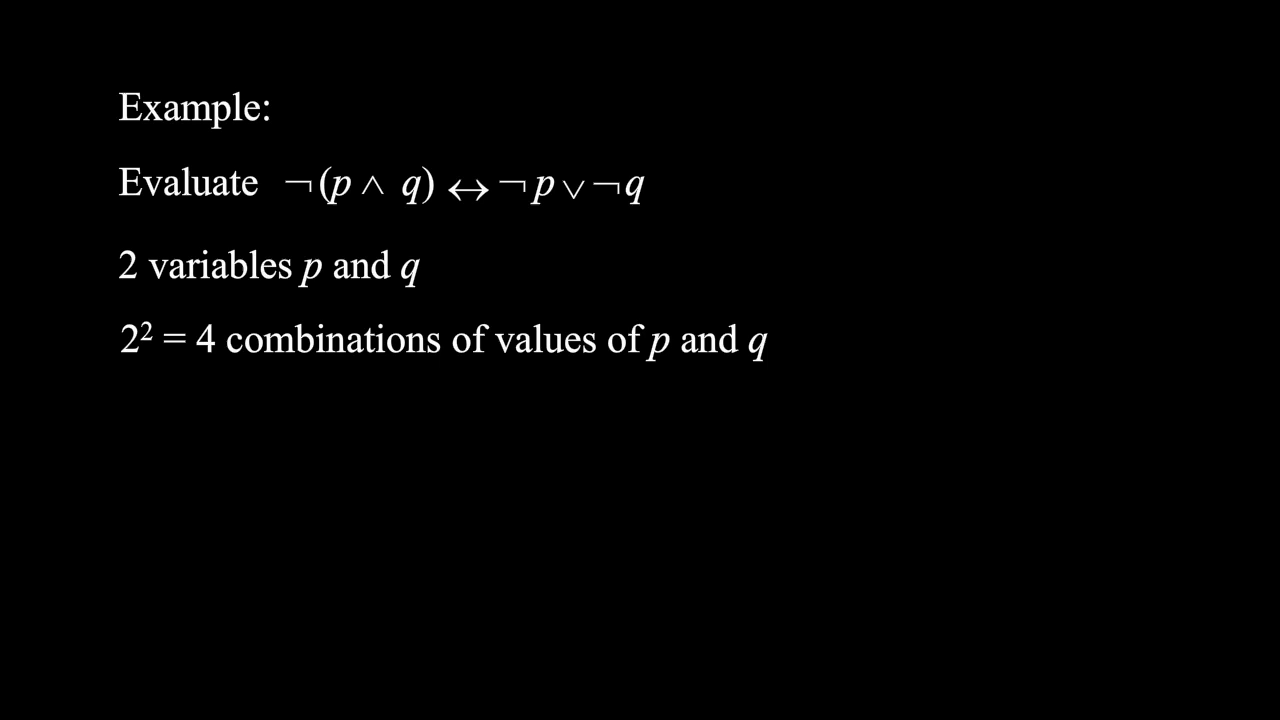 Example:
Evaluate ¬(p ∧ q) ↔ ¬p ∨ ¬q
2 variables p and q
2² = 4 combinations of values of p and q